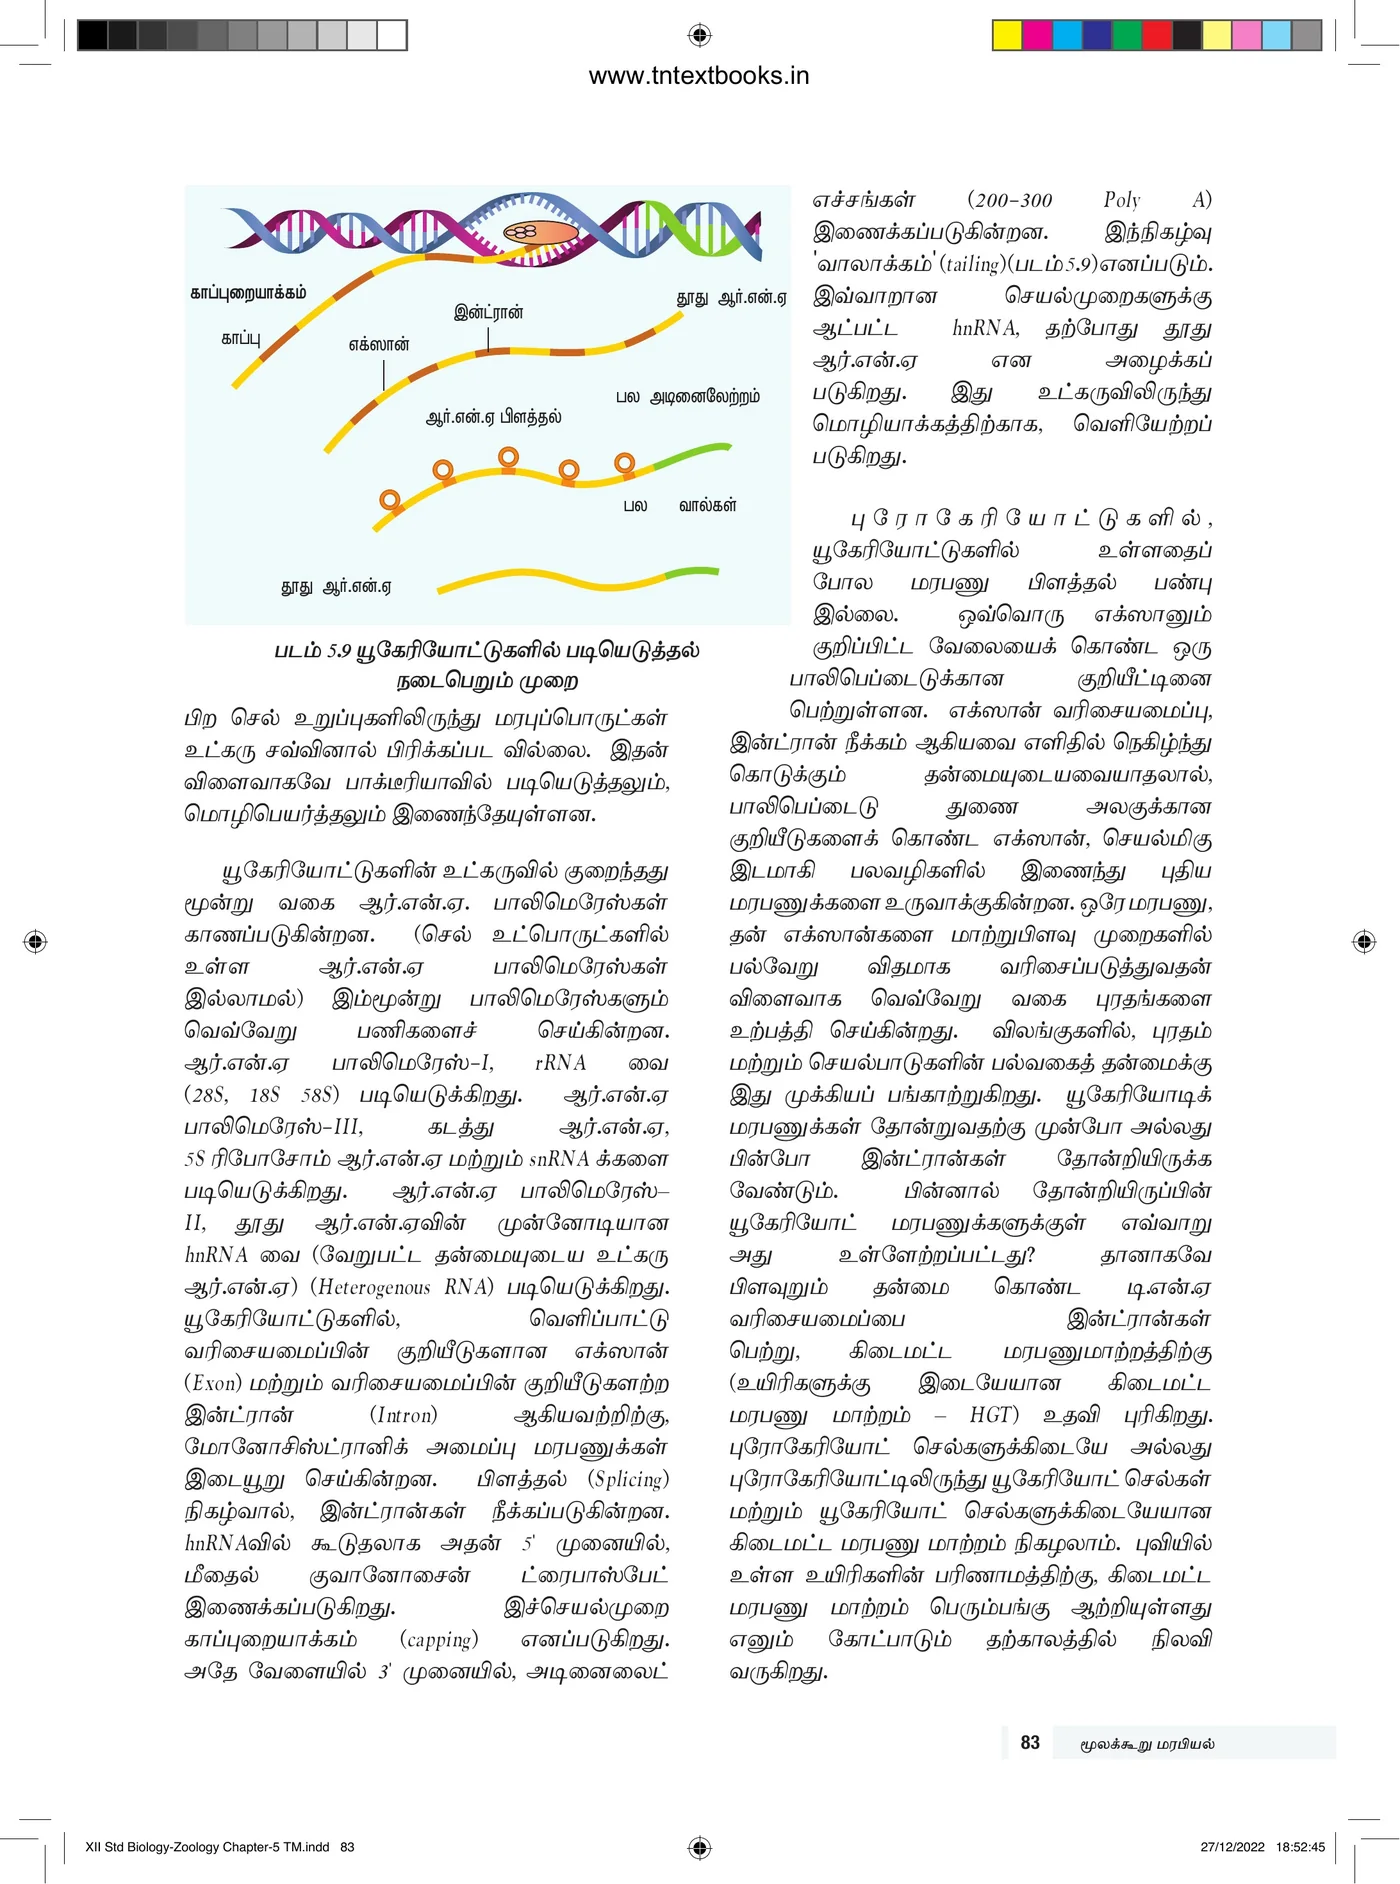 www.tntextbooks.in
காப்புறையாக்கம்
காப்பு
எக்ஸான்
இன்ட்ரான்
தூது ஆர்.என்.ஏ
ஆர்.என்.ஏ பிளத்தல்
பல அடினைலேற்றம்
பல வால்கள்
தூது ஆர்.என்.ஏ
படம் 5.9 யூகேரியோட்டுகளில் படியெடுத்தல்
நடைபெறும் முறை
பிற செல் உறுப்புகளிலிருந்து மரபுப்பொருட்கள்
உட்கரு சவ்வினால் பிரிக்கப்பட வில்லை. இதன்
விளைவாகவே பாக்டீரியாவில் படியெடுத்தலும்,
மொழிபெயர்த்தலும் இணைந்தேயுள்ளன.
யூகேரியோட்டுகளின் உட்கருவில் குறைந்தது
மூன்று வகை ஆர்.என்.ஏ. பாலிமெரேஸ்கள்
காணப்படுகின்றன. (செல் உட்பொருட்களில்
உள்ள ஆர்.என்.ஏ பாலிமெரேஸ்கள்
இல்லாமல்) இம்மூன்று பாலிமெரேஸ்களும்
வெவ்வேறு பணிகளைச் செய்கின்றன.
ஆர்.என்.ஏ பாலிமெரேஸ்-I, rRNA வை
(28S, 18S 58S) படியெடுக்கிறது. ஆர்.என்.ஏ
பாலிமெரேஸ்-III, கடத்து ஆர்.என்.ஏ,
5S ரிபோசோம் ஆர்.என்.ஏ மற்றும் snRNA க்களை
படியெடுக்கிறது. ஆர்.என்.ஏ பாலிமெரேஸ்–
II, தூது ஆர்.என்.ஏவின் முன்னோடியான
hnRNA வை (வேறுபட்ட தன்மையுடைய உட்கரு
ஆர்.என்.ஏ) (Heterogenous RNA) படியெடுக்கிறது.
யூகேரியோட்டுகளில், வெளிப்பாட்டு
வரிசையமைப்பின் குறியீடுகளான எக்ஸான்
(Exon) மற்றும் வரிசையமைப்பின் குறியீடுகளற்ற
இன்ட்ரான் (Intron) ஆகியவற்றிற்கு,
மோனோசிஸ்ட்ரானிக் அமைப்பு மரபணுக்கள்
இடையூறு செய்கின்றன. பிளத்தல் (Splicing)
நிகழ்வால், இன்ட்ரான்கள் நீக்கப்படுகின்றன.
hnRNAவில் கூடுதலாக அதன் 5' முனையில்,
மீதைல் குவானோசைன் ட்ரைபாஸ்பேட்
இணைக்கப்படுகிறது. இச்செயல்முறை
காப்புறையாக்கம் (capping) எனப்படுகிறது.
அதே வேளையில் 3' முனையில், அடினைலைட்
எச்சங்கள் (200-300 Poly A)
இணைக்கப்படுகின்றன. இந்நிகழ்வு
'வாலாக்கம்' (tailing)(படம் 5.9)எனப்படும்.
இவ்வாறான செயல்முறைகளுக்கு
ஆட்பட்ட hnRNA, தற்போது தூது
ஆர்.என்.ஏ என அழைக்கப்
படுகிறது. இது உட்கருவிலிருந்து
மொழியாக்கத்திற்காக, வெளியேற்றப்
படுகிறது.
புரோகேரியோட்டுகளில்,
யூகேரியோட்டுகளில் உள்ளதைப்
போல மரபணு பிளத்தல் பண்பு
இல்லை. ஒவ்வொரு எக்ஸானும்
குறிப்பிட்ட வேலையைக் கொண்ட ஒரு
பாலிபெப்டைடுக்கான குறியீட்டினை
பெற்றுள்ளன. எக்ஸான் வரிசையமைப்பு,
இன்ட்ரான் நீக்கம் ஆகியவை எளிதில் நெகிழ்ந்து
கொடுக்கும் தன்மையுடையவையாதலால்,
பாலிபெப்டைடு துணை அலகுக்கான
குறியீடுகளைக் கொண்ட எக்ஸான், செயல்மிகு
இடமாகி பலவழிகளில் இணைந்து புதிய
மரபணுக்களை உருவாக்குகின்றன. ஒரே மரபணு,
தன் எக்ஸான்களை மாற்றுபிளவு முறைகளில்
பல்வேறு விதமாக வரிசைப்படுத்துவதன்
விளைவாக வெவ்வேறு வகை புரதங்களை
உற்பத்தி செய்கின்றது. விலங்குகளில், புரதம்
மற்றும் செயல்பாடுகளின் பல்வகைத் தன்மைக்கு
இது முக்கியப் பங்காற்றுகிறது. யூகேரியோடிக்
மரபணுக்கள் தோன்றுவதற்கு முன்போ அல்லது
பின்போ இன்ட்ரான்கள் தோன்றியிருக்க
வேண்டும். பின்னால் தோன்றியிருப்பின்
யூகேரியோட் மரபணுக்களுக்குள் எவ்வாறு
அது உள்ளேற்றப்பட்டது? தானாகவே
பிளவுறும் தன்மை கொண்ட டி.என்.ஏ
வரிசையமைப்பை இன்ட்ரான்கள்
பெற்று, கிடைமட்ட மரபணுமாற்றத்திற்கு
(உயிரிகளுக்கு இடையேயான கிடைமட்ட
மரபணு மாற்றம் – HGT) உதவி புரிகிறது.
புரோகேரியோட் செல்களுக்கிடையே அல்லது
புரோகேரியோட்டிலிருந்து யூகேரியோட் செல்கள்
மற்றும் யூகேரியோட் செல்களுக்கிடையேயான
கிடைமட்ட மரபணு மாற்றம் நிகழலாம். புவியில்
உள்ள உயிரிகளின் பரிணாமத்திற்கு, கிடைமட்ட
மரபணு மாற்றம் பெரும்பங்கு ஆற்றியுள்ளது
எனும் கோட்பாடும் தற்காலத்தில் நிலவி
வருகிறது.
83 மூலக்கூறு மரபியல்
XII Std Biology-Zoology Chapter-5 TM.indd 83
27/12/2022 18:52:45